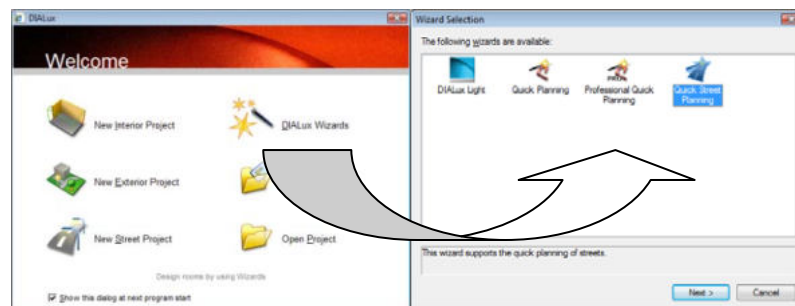 DIALux
Welcome
New Interior Project
DIALux Wizards
New Exterior Project
New Street Project
Open Project
Design rooms by using Wizards
Show this dialog at next program start
Wizard Selection
The following wizards are available:
DIALux Light
Quick Planning
Professional Quick
Planning
Quick Street
Planning
This wizard supports the quick planning of streets.
Next >
Cancel